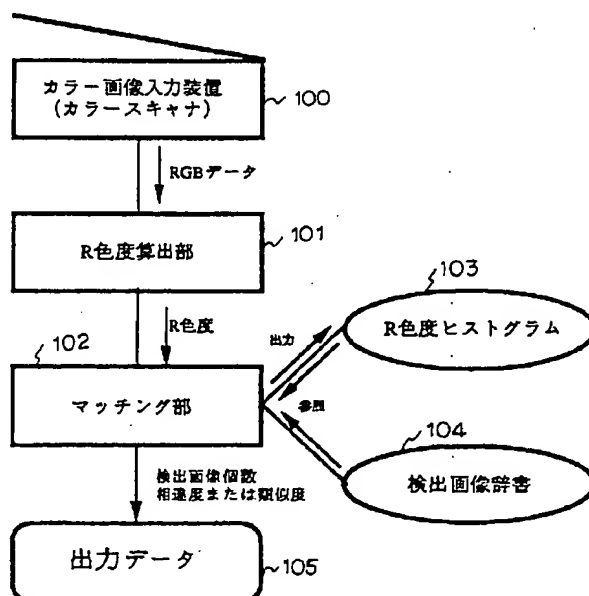 カラー画像入力装置
(カラースキャナ)
100
RGBデータ
R色度算出部
101
R色度
102
マッチング部
出力
参照
103
R色度ヒストグラム
104
検出画像辞書
検出画像個数
相違度または類似度
出力データ
105